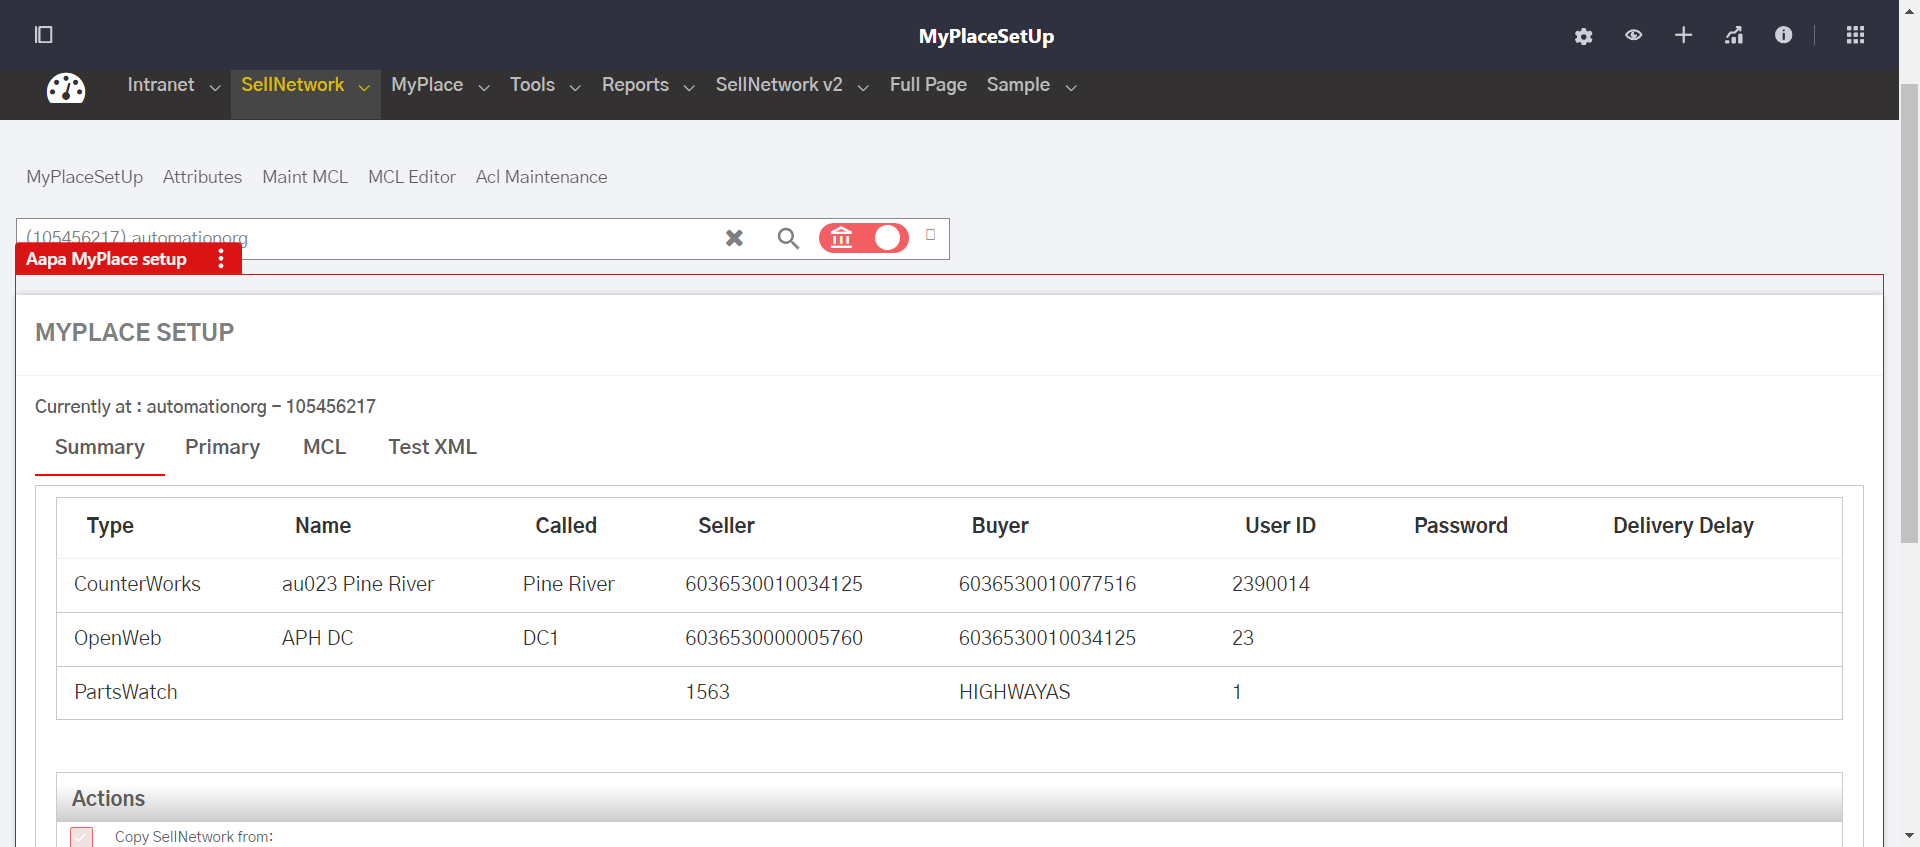 MyPlaceSetUp
Intranet SellNetwork MyPlace Tools Reports SellNetwork v2 Full Page Sample
MyPlaceSetUp Attributes Maint MCL MCL Editor Acl Maintenance
(105456217) automationorg
Aapa MyPlace setup
MYPLACE SETUP
Currently at : automationorg - 105456217
Summary Primary MCL Test XML
Type Name Called Seller Buyer User ID Password Delivery Delay
CounterWorks au023 Pine River Pine River 6036530010034125 6036530010077516 2390014
OpenWeb APH DC DC1 6036530000005760 6036530010034125 23
PartsWatch 1563 HIGHWAYAS 1
Actions
Copy SellNetwork from: